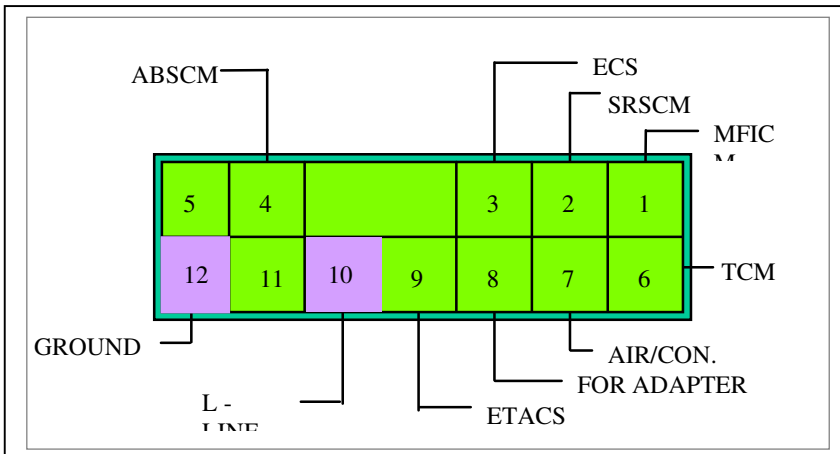 ABSCM
ECS
SRSCM
MFIC
M
5 4 3 2 1
12 11 10 9 8 7 6
TCM
GROUND
AIR/CON.
FOR ADAPTER
L -
LINE
ETACS